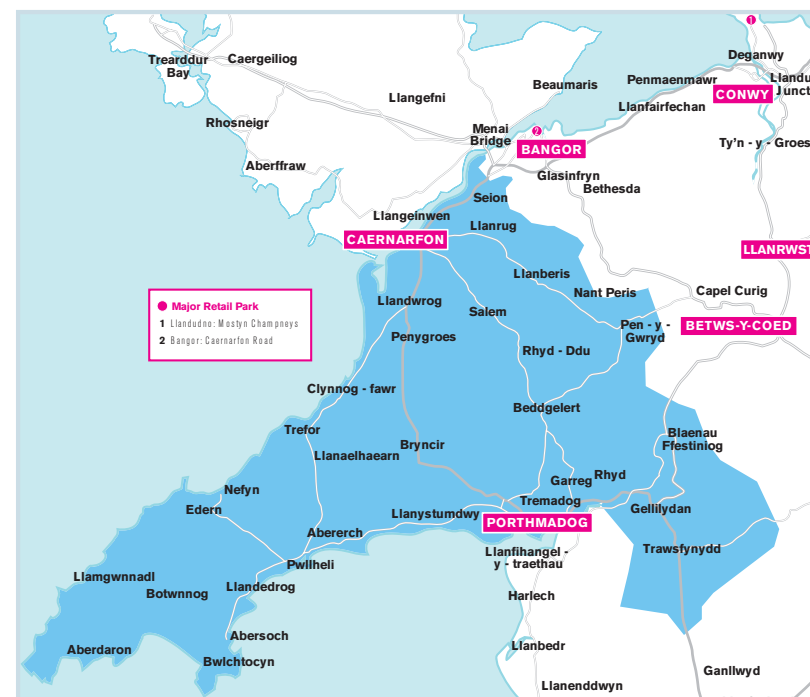 1
Deganwy
Trearddur
Bay
Caergeiliog
Llandu
Junct
Penmaenmawr
Beaumaris
CONWY
Llangefni
Llanfairfechan
Rhosneigr
Menai
Bridge
2
BANGOR
Ty'n - y - Groes
Aberffraw
Glasinfryn
Bethesda
Seion
Llangeinwen
Llanrug
CAERNARFON
LLANRWST
Llanberis
Nant Peris
Capel Curig
Major Retail Park
1 Llandudno: Mostyn Champneys
2 Bangor: Caernarfon Road
Llandwrog
Salem
Pen - y -
Gwryd
BETWS-Y-COED
Penygroes
Rhyd - Ddu
Clynnog - fawr
Beddgelert
Trefor
Blaenau
Ffestiniog
Bryncir
Llanaelhaearn
Garreg
Rhyd
Nefyn
Tremadog
Edern
Llanystumdwy
Gellilydan
PORTHMADOG
Abererch
Trawsfynydd
Llanfihangel -
y - traethau
Pwllheli
Llamgwnnadl
Llandedrog
Botwnnog
Harlech
Abersoch
Llanbedr
Aberdaron
Bwlchtocyn
Ganllwyd
Llanenddwyn